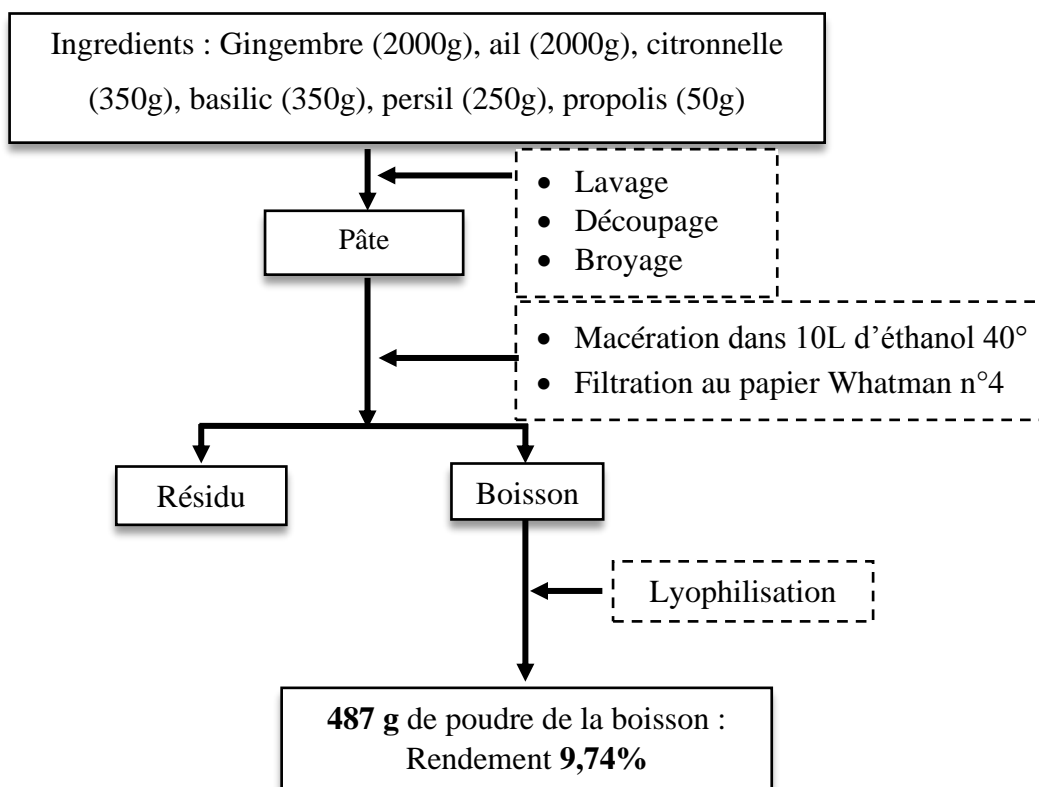 Ingredients : Gingembre (2000g), ail (2000g), citronnelle
(350g), basilic (350g), persil (250g), propolis (50g)
• Lavage
• Découpage
• Broyage
Pâte
• Macération dans 10L d’éthanol 40°
• Filtration au papier Whatman n°4
Résidu
Boisson
Lyophilisation
487 g de poudre de la boisson :
Rendement 9,74%